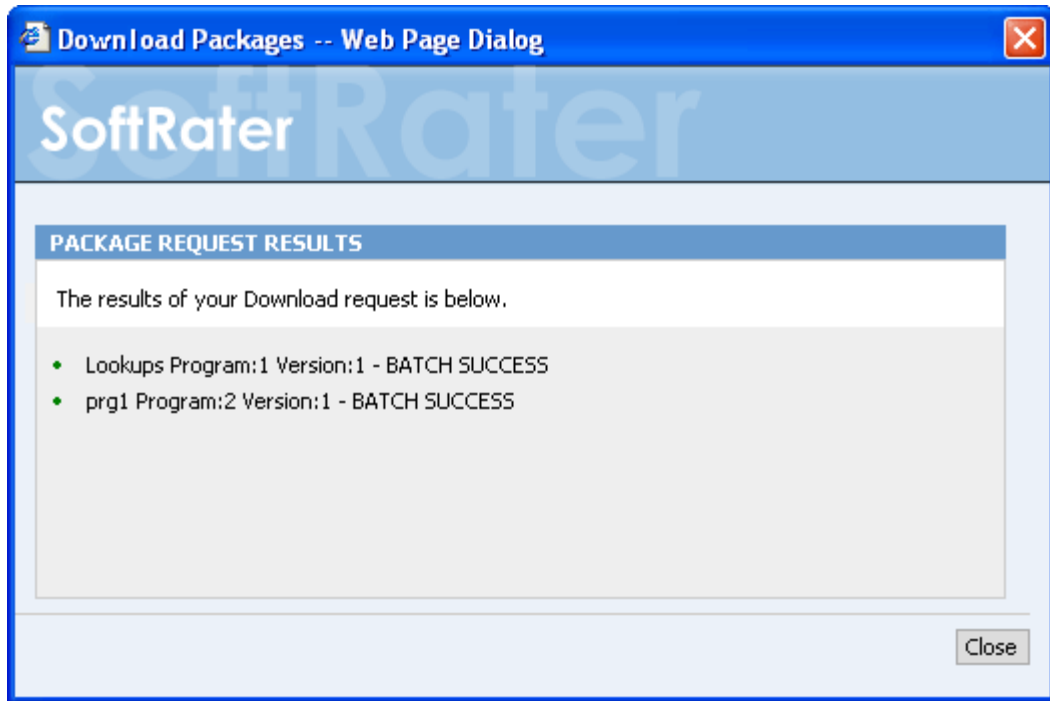 Download Packages -- Web Page Dialog
SoftRater
SoftRater
PACKAGE REQUEST RESULTS
The results of your Download request is below.
Lookups Program:1 Version:1 - BATCH SUCCESS
prg1 Program:2 Version:1 - BATCH SUCCESS
Close